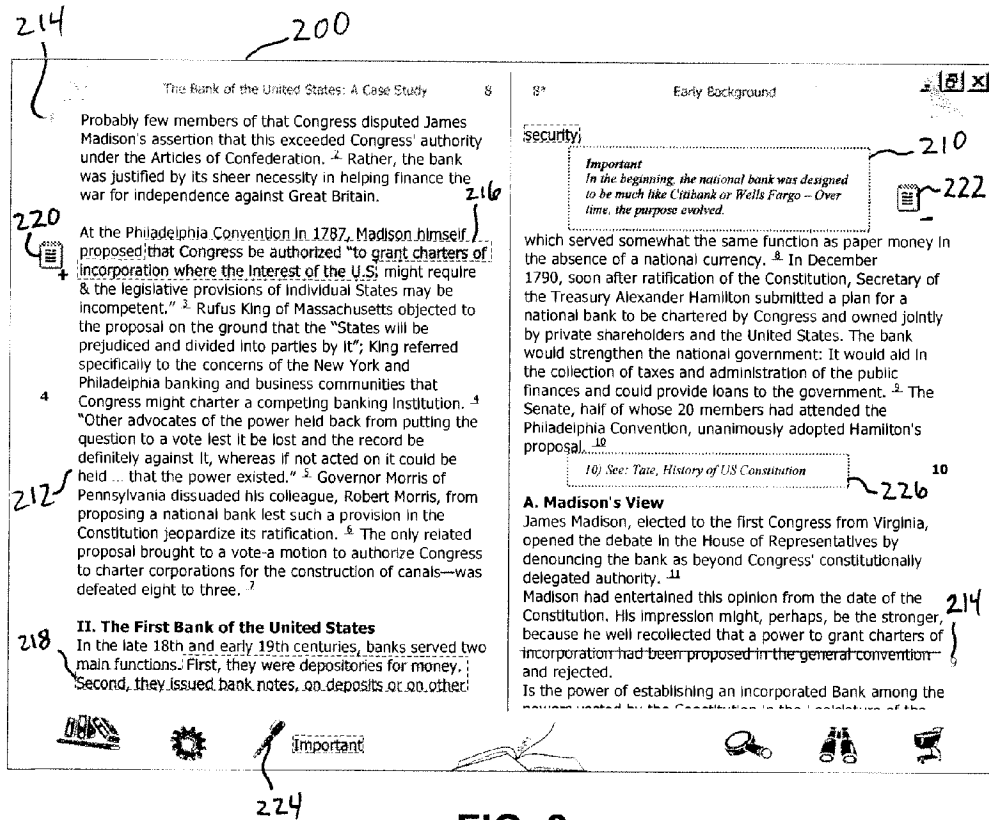 214
200
The Bank of the United States: A Case Study 8
Probably few members of that Congress disputed James
Madison's assertion that this exceeded Congress' authority
under the Articles of Confederation. 2 Rather, the bank
was justified by its sheer necessity in helping finance the
war for independence against Great Britain.
216
220
At the Philadelphia Convention in 1787, Madison himself
proposed that Congress be authorized "to grant charters of
incorporation where the Interest of the U.S. might require
+
& the legislative provisions of individual States may be
incompetent." 3 Rufus King of Massachusetts objected to
the proposal on the ground that the "States will be
prejudiced and divided into parties by it"; King referred
specifically to the concerns of the New York and
Philadelphia banking and business communities that
4 Congress might charter a competing banking institution. 4
"Other advocates of the power held back from putting the
question to a vote lest it be lost and the record be
definitely against it, whereas if not acted on it could be
212 held ... that the power existed." 5 Governor Morris of
Pennsylvania dissuaded his colleague, Robert Morris, from
proposing a national bank lest such a provision in the
Constitution jeopardize its ratification. 6 The only related
proposal brought to a vote-a motion to authorize Congress
to charter corporations for the construction of canals—was
defeated eight to three. 7
II. The First Bank of the United States
218 In the late 18th and early 19th centuries, banks served two
main functions. First, they were depositories for money.
Second, they issued bank notes, on deposits or on other
8* Early Background
security
210
Important
In the beginning, the national bank was designed
to be much like Citibank or Wells Fargo – Over
time, the purpose evolved.
222
–
which served somewhat the same function as paper money in
the absence of a national currency. 8 In December
1790, soon after ratification of the Constitution, Secretary of
the Treasury Alexander Hamilton submitted a plan for a
national bank to be chartered by Congress and owned jointly
by private shareholders and the United States. The bank
would strengthen the national government: It would aid in
the collection of taxes and administration of the public
finances and could provide loans to the government. 9 The
Senate, half of whose 20 members had attended the
Philadelphia Convention, unanimously adopted Hamilton's
proposal. 10
10) See: Tate, History of US Constitution 10
226
A. Madison's View
James Madison, elected to the first Congress from Virginia,
opened the debate in the House of Representatives by
denouncing the bank as beyond Congress' constitutionally
delegated authority. 11
Madison had entertained this opinion from the date of the
Constitution. His impression might, perhaps, be the stronger, 214
because he well recollected that a power to grant charters of
incorporation had been proposed in the general convention
and rejected.
Is the power of establishing an incorporated Bank among the
powers vested by the Constitution in the Legislature of the
Important
224